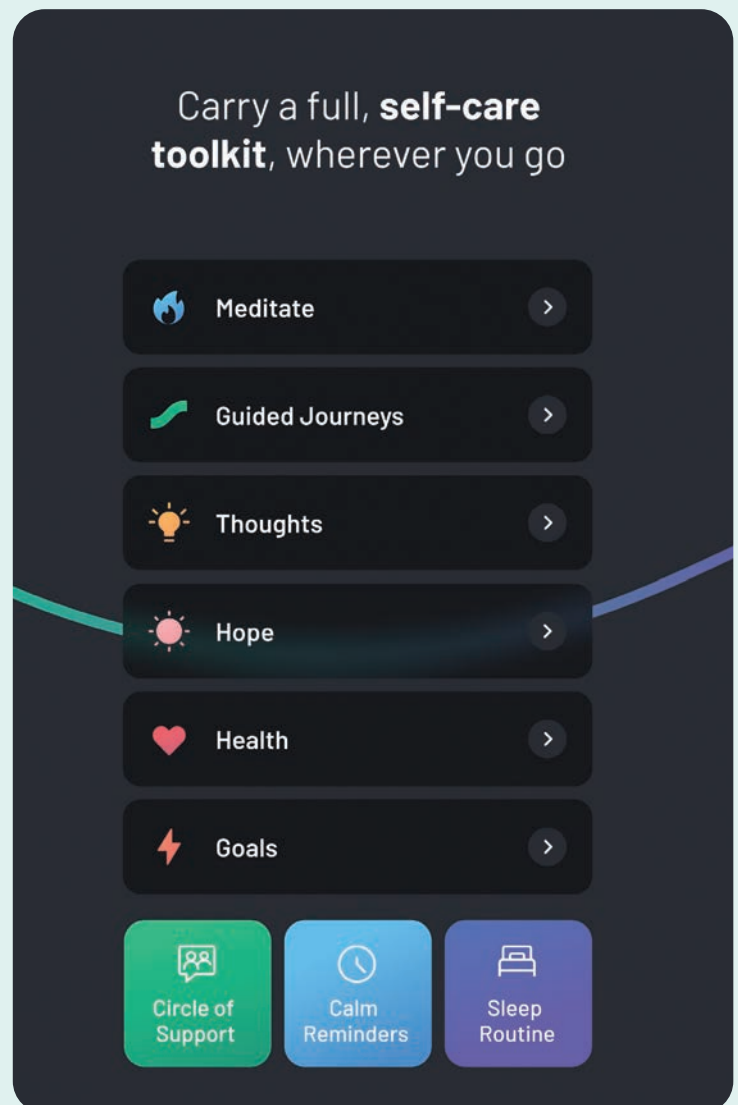 Carry a full, self-care
toolkit, wherever you go
Meditate
Guided Journeys
Thoughts
Hope
Health
Goals
Circle of
Support
Calm
Reminders
Sleep
Routine